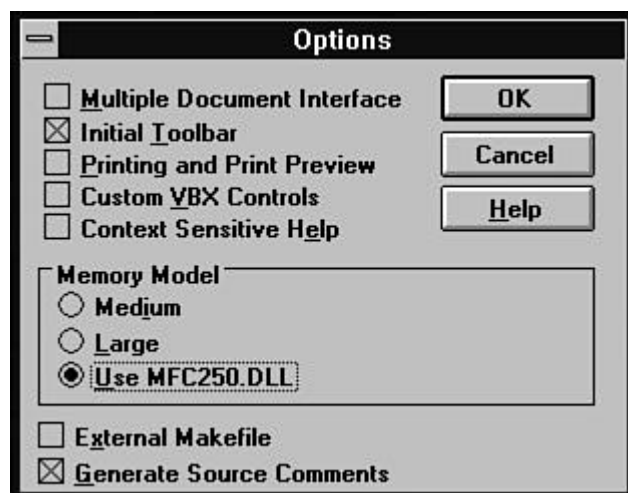 Options
Multiple Document Interface
Initial Toolbar
Printing and Print Preview
Custom VBX Controls
Context Sensitive Help
OK
Cancel
Help
Memory Model
Medium
Large
Use MFC250.DLL
External Makefile
Generate Source Comments